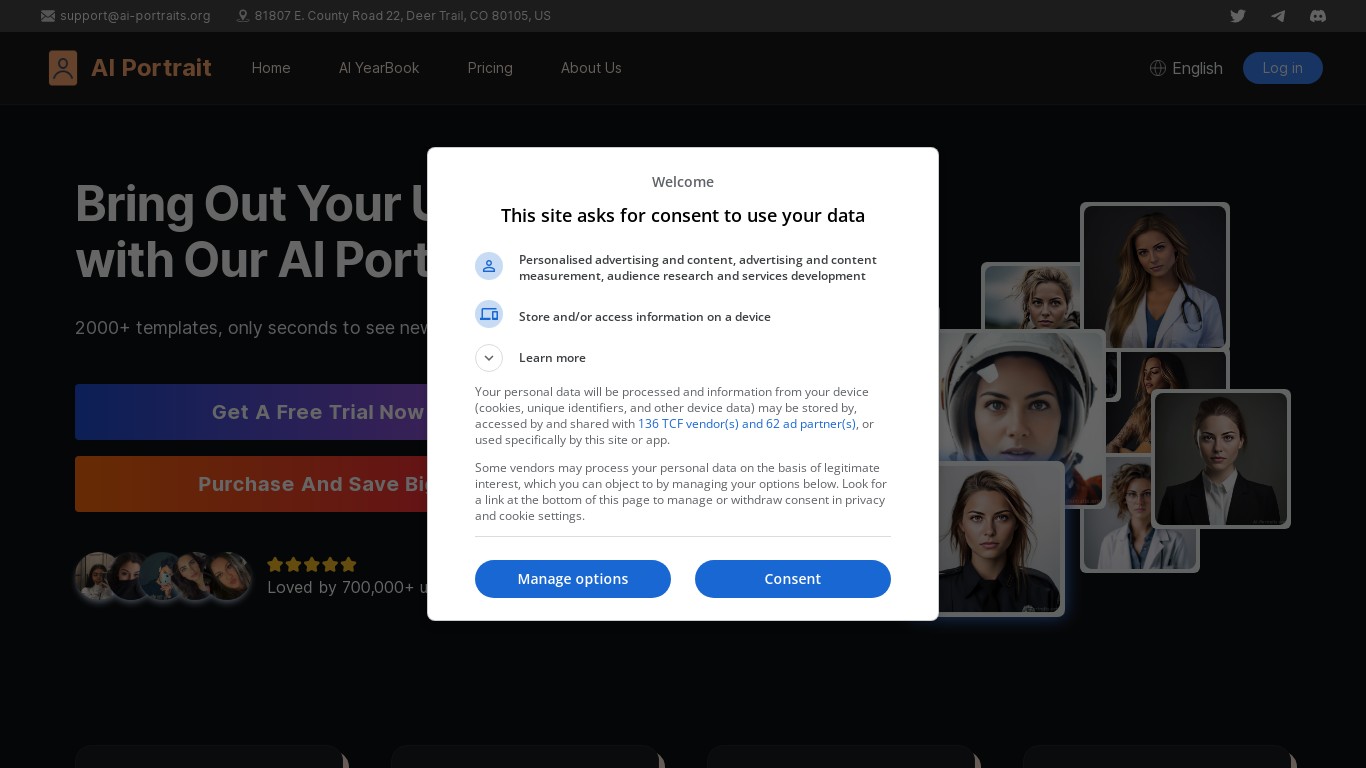 support@ai-portraits.org
81807 E. County Road 22, Deer Trail, CO 80105, US
AI Portrait
Home
AI YearBook
Pricing
About Us
English
Log in
Bring Out Your
with Our AI Port
2000+ templates, only seconds to see new
Get A Free Trial Now
Purchase And Save Big
Loved by 700,000+ u
Welcome
This site asks for consent to use your data
Personalised advertising and content, advertising and content
measurement, audience research and services development
Store and/or access information on a device
Learn more
Your personal data will be processed and information from your device
(cookies, unique identifiers, and other device data) may be stored by,
accessed by and shared with 136 TCF vendor(s) and 62 ad partner(s), or
used specifically by this site or app.
Some vendors may process your personal data on the basis of legitimate
interest, which you can object to by managing your options below. Look for
a link at the bottom of this page to manage or withdraw consent in privacy
and cookie settings.
Manage options
Consent